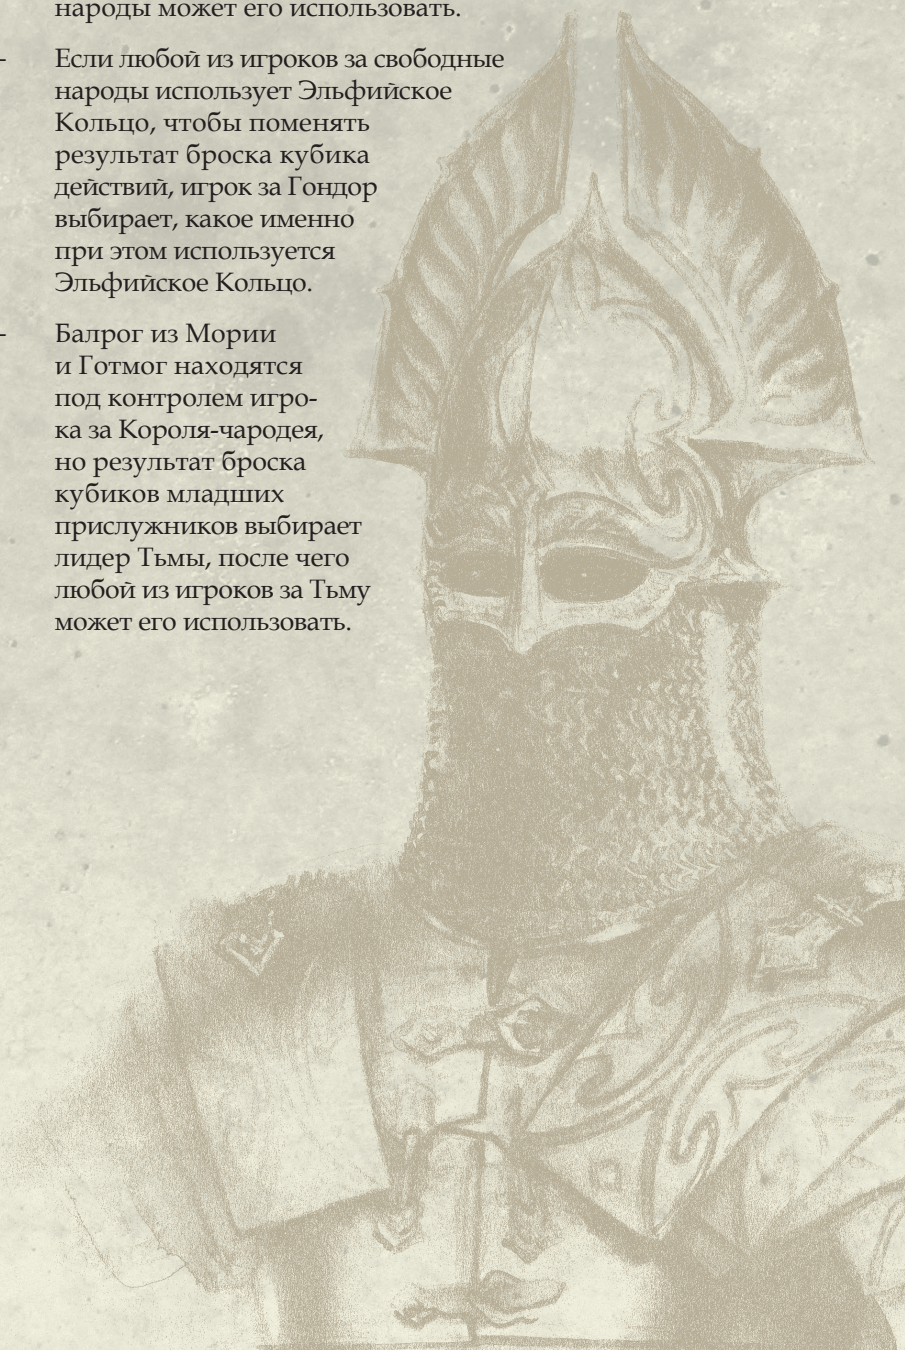 народы может его использовать.
- Если любой из игроков за свободные
народы использует Эльфийское
Кольцо, чтобы поменять
результат броска кубика
действий, игрок за Гондор
выбирает, какое именно
при этом используется
Эльфийское Кольцо.
- Балрог из Мории
и Готмог находятся
под контролем игро-
ка за Короля-чародея,
но результат броска
кубиков младших
прислужников выбирает
лидер Тьмы, после чего
любой из игроков за Тьму
может его использовать.